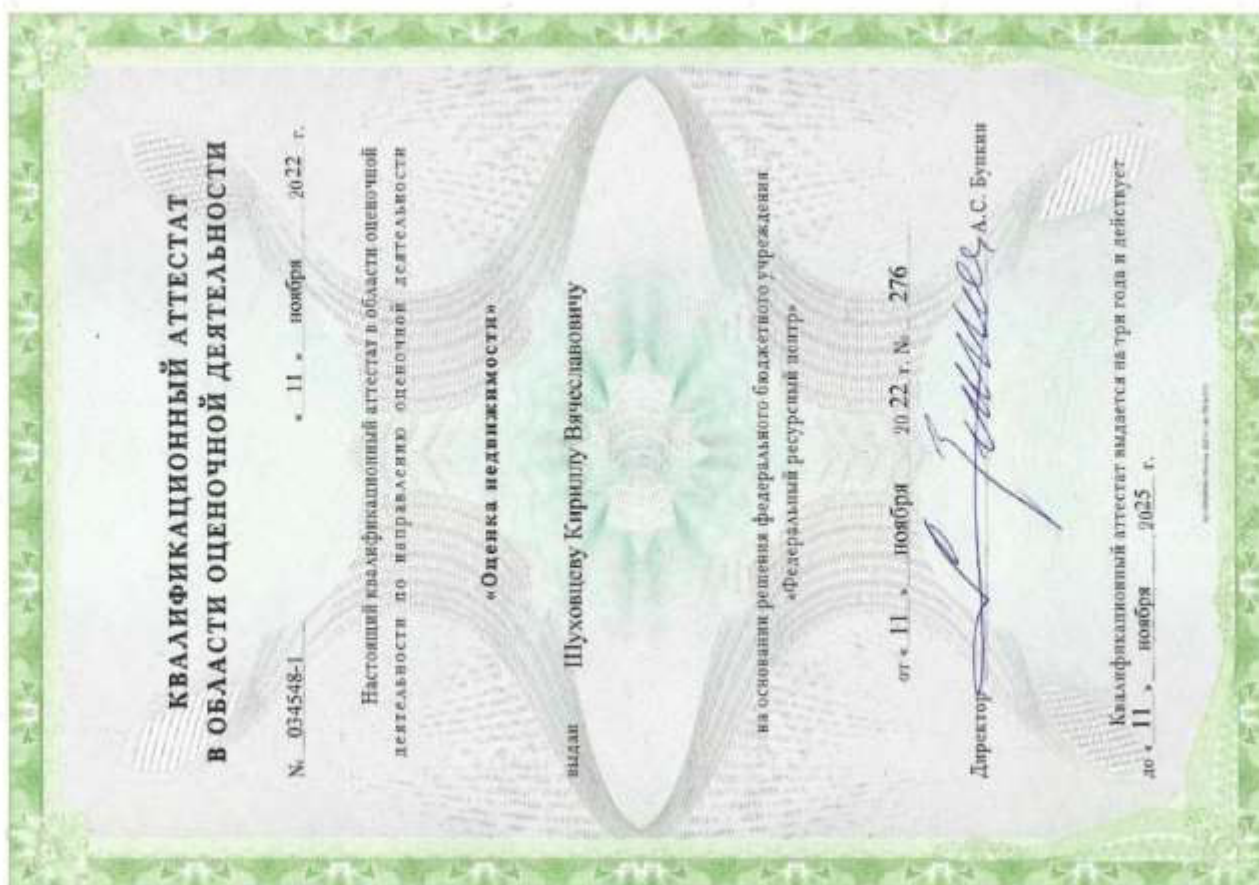 КВАЛИФИКАЦИОННЫЙ АТТЕСТАТ
В ОБЛАСТИ ОЦЕНОЧНОЙ ДЕЯТЕЛЬНОСТИ
№ 034548-1 « 11 » ноября 2022 г.
Настоящий квалификационный аттестат в области оценочной
деятельности по направлению оценочной деятельности
«Оценка недвижимости»
выдан Шуховцеву Кириллу Вячеславовичу
на основании решения федерального бюджетного учреждения
«Федеральный ресурсный центр»
от « 11 » ноября 2022 г. № 276
Директор А.С. Бункин
Квалификационный аттестат выдается на три года и действует
до « 11 » ноября 2025 г.